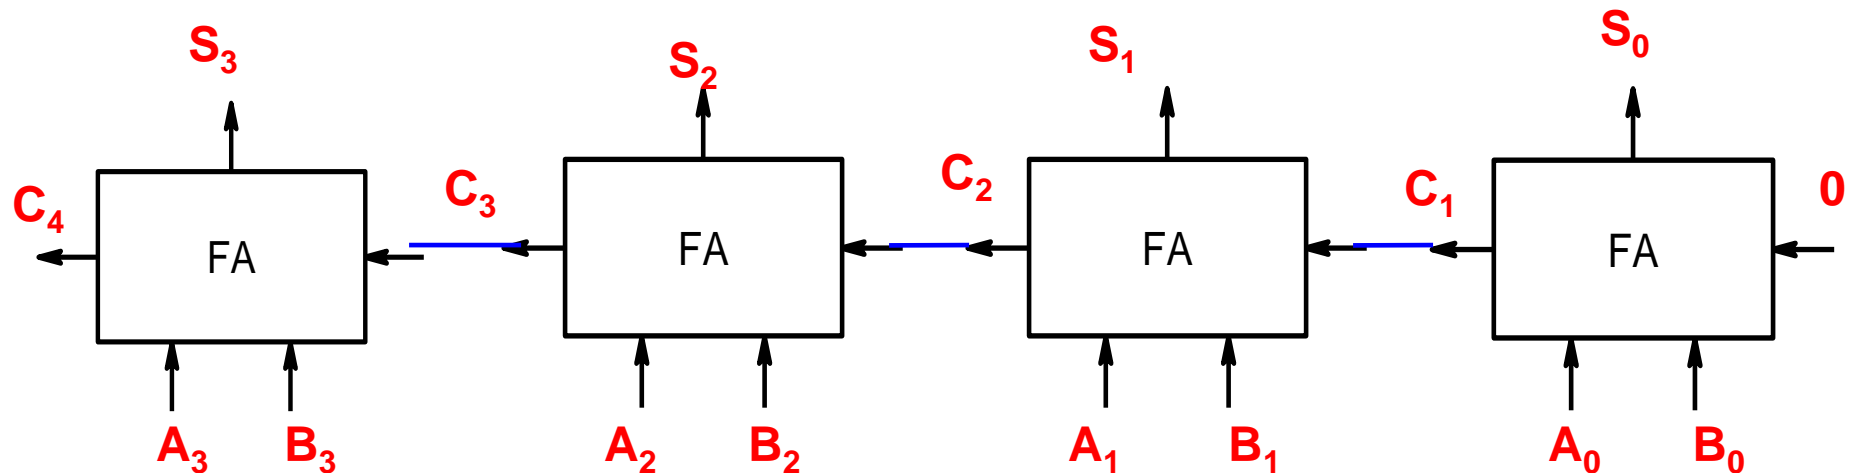 S₃ S₂ S₁ S₀
C₄ C₃ C₂ C₁ 0
FA FA FA FA
A₃ B₃ A₂ B₂ A₁ B₁ A₀ B₀